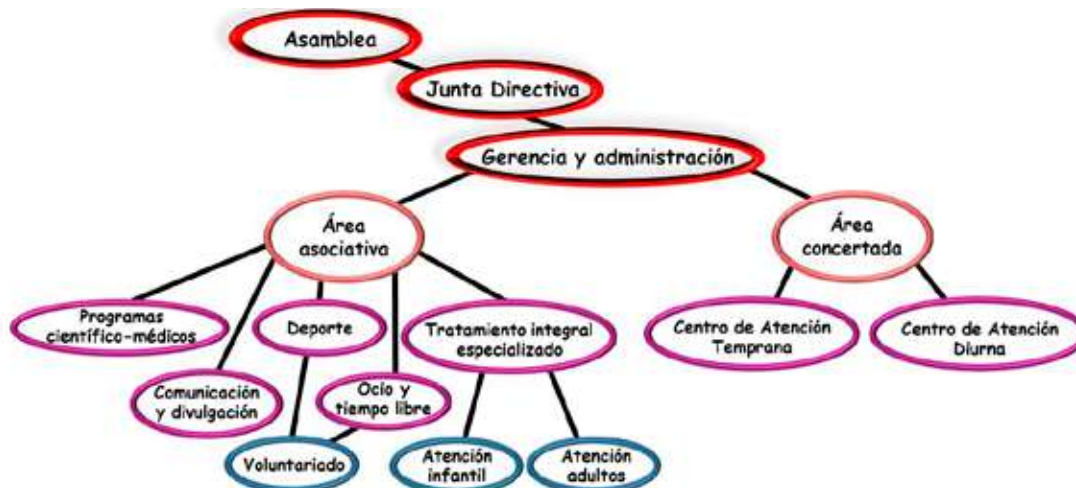 Asamblea
Junta Directiva
Gerencia y administración
Área
asociativa
Área
concertada
Programas
científico-médicos
Deporte
Tratamiento integral
especializado
Centro de Atención
Temprana
Centro de Atención
Diurna
Comunicación
y divulgación
Ocio y
tiempo libre
Voluntariado
Atención
infantil
Atención
adultos